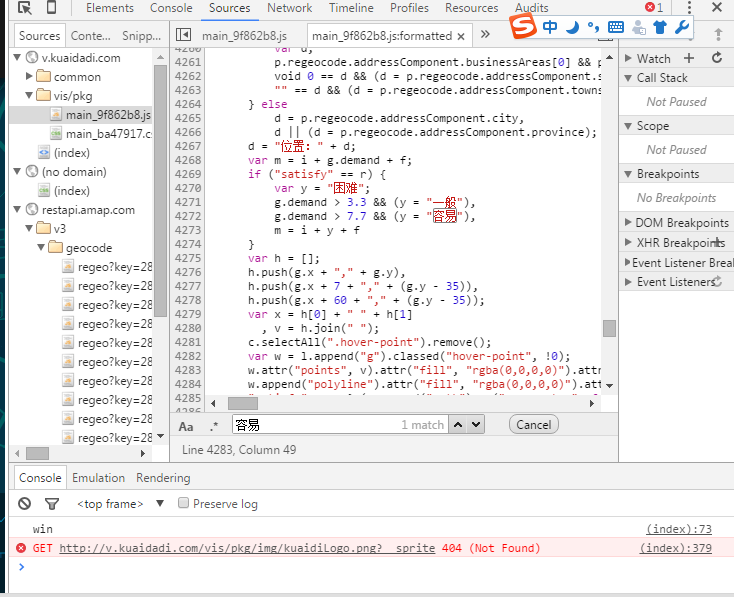 Elements Console Sources Network Timeline Profiles Resources Audits 1
Sources Conte... Snipp... main_9f862b8.js main_9f862b8.js:formatted
S 中
v.kuaidadi.com
common
vis/pkg
main_9f862b8.js
main_ba47917.c
(index)
(no domain)
(index)
restapi.amap.com
v3
geocode
regeo?key=28
regeo?key=28
regeo?key=28
regeo?key=28
regeo?key=28
regeo?key=28
regeo?key=28
regeo?key=28
regeo?key=28
regeo?key=28
4260 var d;
4261 p.regeocode.addressComponent.businessAreas[0] && p
4262 void 0 == d && (d = p.regeocode.addressComponent.s
4263 "" == d && (d = p.regeocode.addressComponent.towns
4264 } else
4265 d = p.regeocode.addressComponent.city,
4266 d || (d = p.regeocode.addressComponent.province);
4267 d = "位置: " + d;
4268 var m = i + g.demand + f;
4269 if ("satisfy" == r) {
4270 var y = "困难";
4271 g.demand > 3.3 && (y = "一般"),
4272 g.demand > 7.7 && (y = "容易"),
4273 m = i + y + f
4274 }
4275 var h = [];
4276 h.push(g.x + "," + g.y),
4277 h.push(g.x + 7 + "," + (g.y - 35)),
4278 h.push(g.x + 60 + "," + (g.y - 35));
4279 var x = h[0] + " " + h[1]
4280 , v = h.join(" ");
4281 c.selectAll(".hover-point").remove();
4282 var w = l.append("g").classed("hover-point", !0);
4283 w.attr("points", v).attr("fill", "rgba(0,0,0,0)").attr
4284 w.append("polyline").attr("fill", "rgba(0,0,0,0)").att
4285
4286
Aa .* 容易 1 match Cancel
Line 4283, Column 49
Watch
Call Stack
Not Paused
Scope
Not Paused
Breakpoints
No Breakpoints
DOM Breakpoints
XHR Breakpoints
Event Listener Breal
Event Listeners
Console Emulation Rendering
<top frame> Preserve log
win (index):73
GET http://v.kuaidadi.com/vis/pkg/img/kuaidiLogo.png?__sprite 404 (Not Found) (index):379